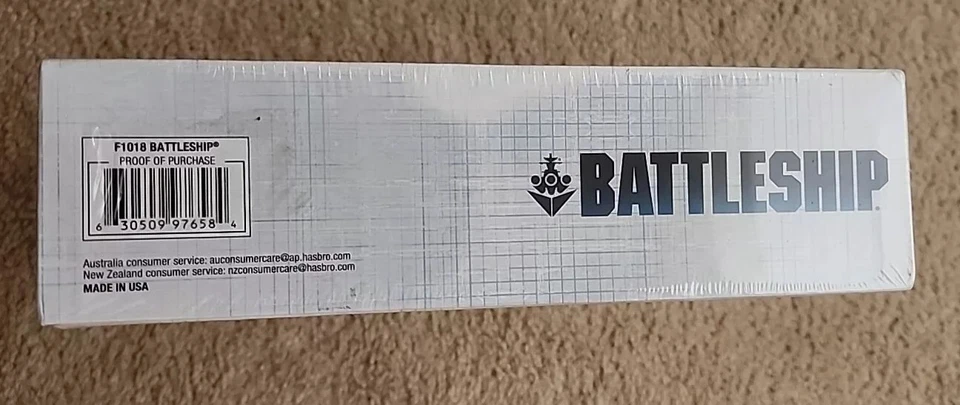 F1018 BATTLESHIP®
PROOF OF PURCHASE
6 30509 97658 4
Australia consumer service: auconsumercare@ap.hasbro.com
New Zealand consumer service: nzconsumercare@hasbro.com
MADE IN USA
BATTLESHIP